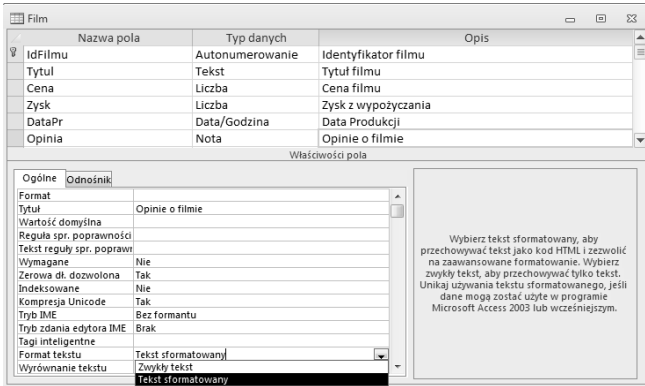 Film
Nazwa pola Typ danych Opis
IdFilmu Autonumerowanie Identyfikator filmu
Tytul Tekst Tytuł filmu
Cena Liczba Cena filmu
Zysk Liczba Zysk z wypożyczania
DataPr Data/Godzina Data Produkcji
Opinia Nota Opinie o filmie
Właściwości pola
Ogólne Odnośnik
Format
Tytuł Opinie o filmie
Wartość domyślna
Reguła spr. poprawności
Tekst reguły spr. poprawn
Wymagane Nie
Zerowa dł. dozwolona Tak
Indeksowane Nie
Kompresja Unicode Tak
Tryb IME Bez formantu
Tryb zdania edytora IME Brak
Tagi inteligentne
Format tekstu Tekst sformatowany
Wyrównanie tekstu Zwykły tekst
Tekst sformatowany
Wybierz tekst sformatowany, aby
przechowywać tekst jako kod HTML i zezwolić
na zaawansowane formatowanie. Wybierz
zwykły tekst, aby przechowywać tylko tekst.
Unikaj używania tekstu sformatowanego, jeśli
dane mogą zostać użyte w programie
Microsoft Access 2003 lub wcześniejszym.